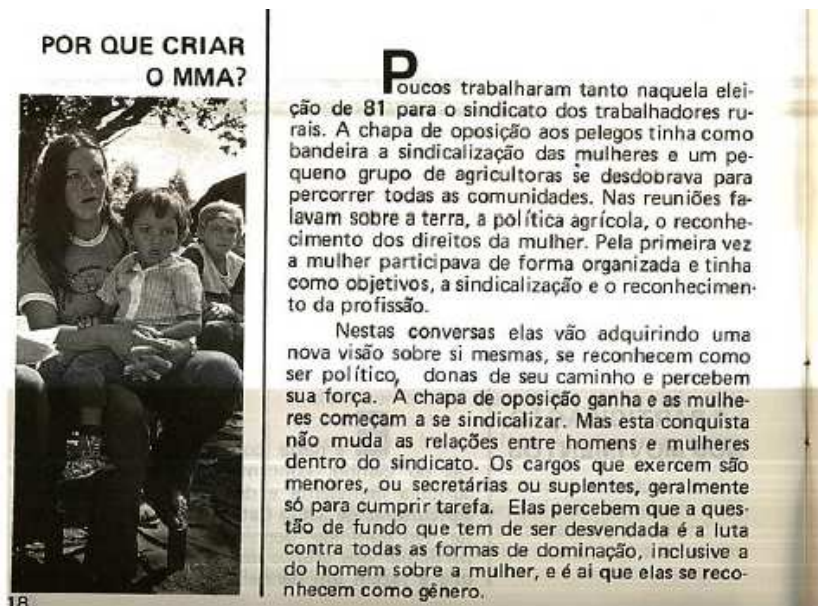 POR QUE CRIAR
O MMA?
Poucos trabalharam tanto naquela elei-
ção de 81 para o sindicato dos trabalhadores ru-
rais. A chapa de oposição aos pelegos tinha como
bandeira a sindicalização das mulheres e um pe-
queno grupo de agricultoras se desdobrava para
percorrer todas as comunidades. Nas reuniões fa-
lavam sobre a terra, a política agrícola, o reconhe-
cimento dos direitos da mulher. Pela primeira vez
a mulher participava de forma organizada e tinha
como objetivos, a sindicalização e o reconhecimen-
to da profissão.
Nestas conversas elas vão adquirindo uma
nova visão sobre si mesmas, se reconhecem como
ser político, donas de seu caminho e percebem
sua força. A chapa de oposição ganha e as mulhe-
res começam a se sindicalizar. Mas esta conquista
não muda as relações entre homens e mulheres
dentro do sindicato. Os cargos que exercem são
menores, ou secretárias ou suplentes, geralmente
só para cumprir tarefa. Elas percebem que a ques-
tão de fundo que tem de ser desvendada é a luta
contra todas as formas de dominação, inclusive a
do homem sobre a mulher, e é ai que elas se reco-
nhecem como gênero.
18